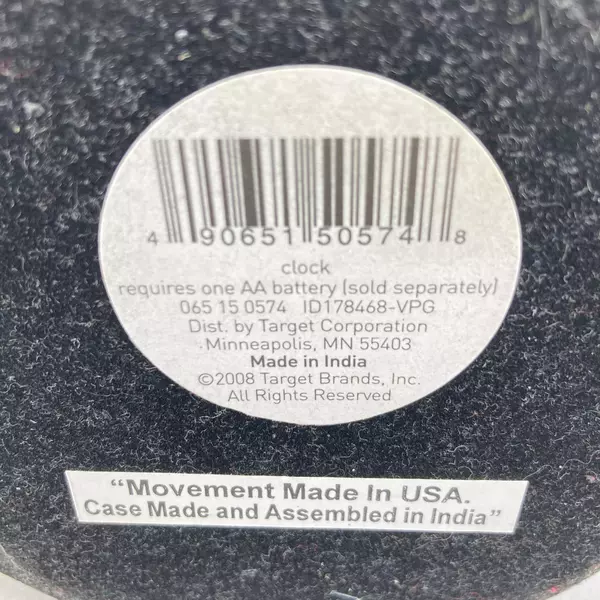 4 90651 50574 8
clock
requires one AA battery (sold separately)
065 15 0574 ID178468-VPG
Dist. by Target Corporation
Minneapolis, MN 55403
Made in India
©2008 Target Brands, Inc.
All Rights Reserved
“Movement Made In USA.
Case Made and Assembled in India”